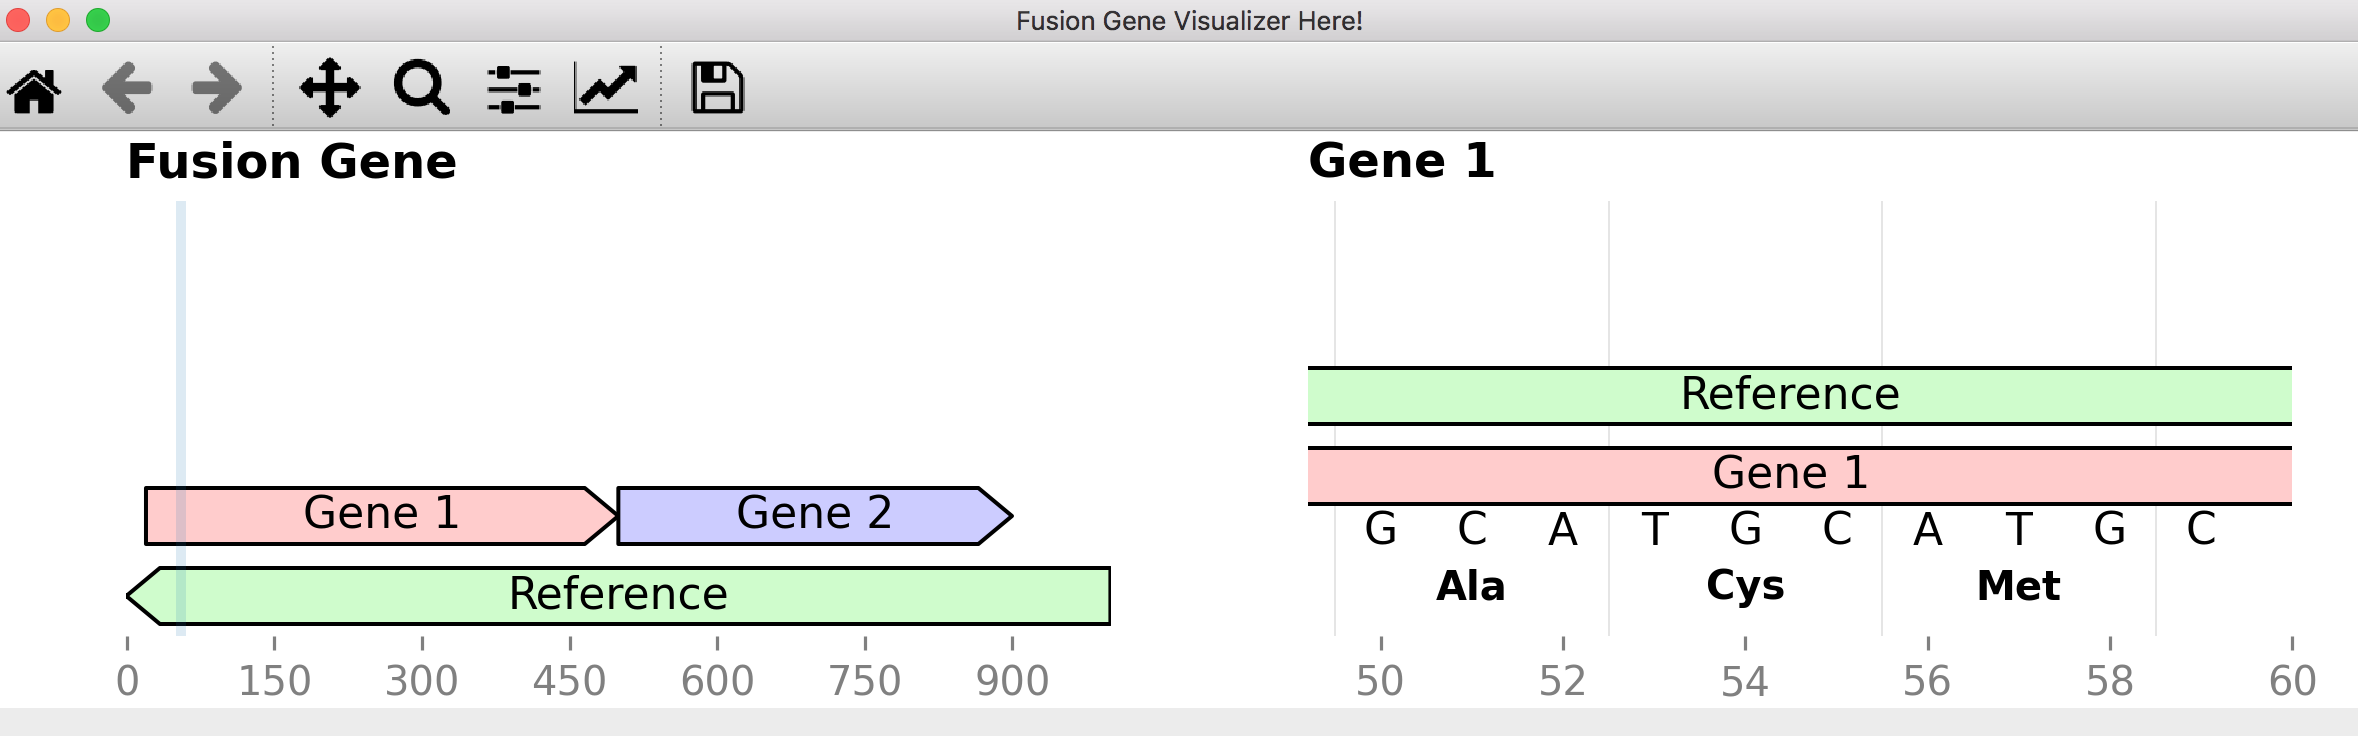 Fusion Gene Visualizer Here!
Fusion Gene
Gene 1 Gene 2
Reference
0 150 300 450 600 750 900
Gene 1
Reference
Gene 1
G C A T G C A T G C
Ala Cys Met
50 52 54 56 58 60